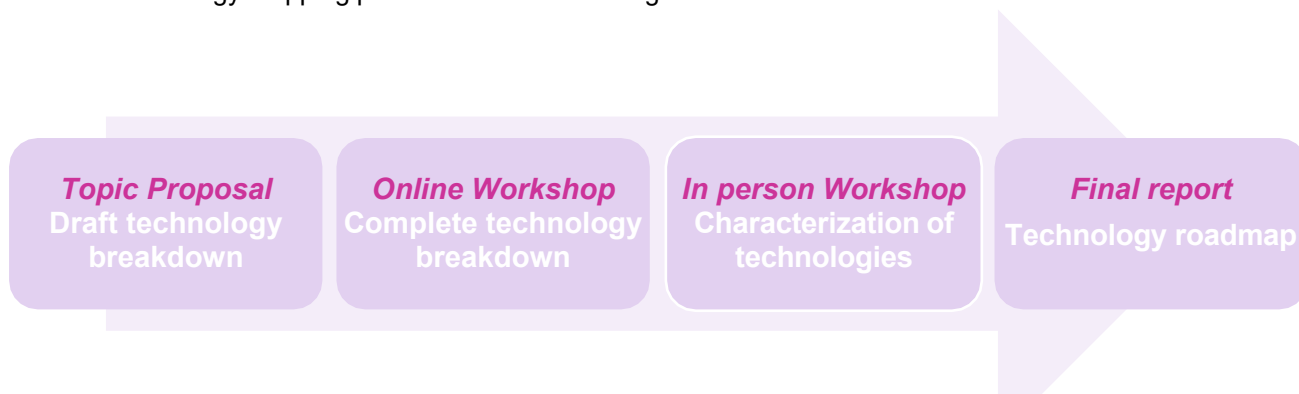 Topic Proposal
Draft technology
breakdown
Online Workshop
Complete technology
breakdown
In person Workshop
Characterization of
technologies
Final report
Technology roadmap